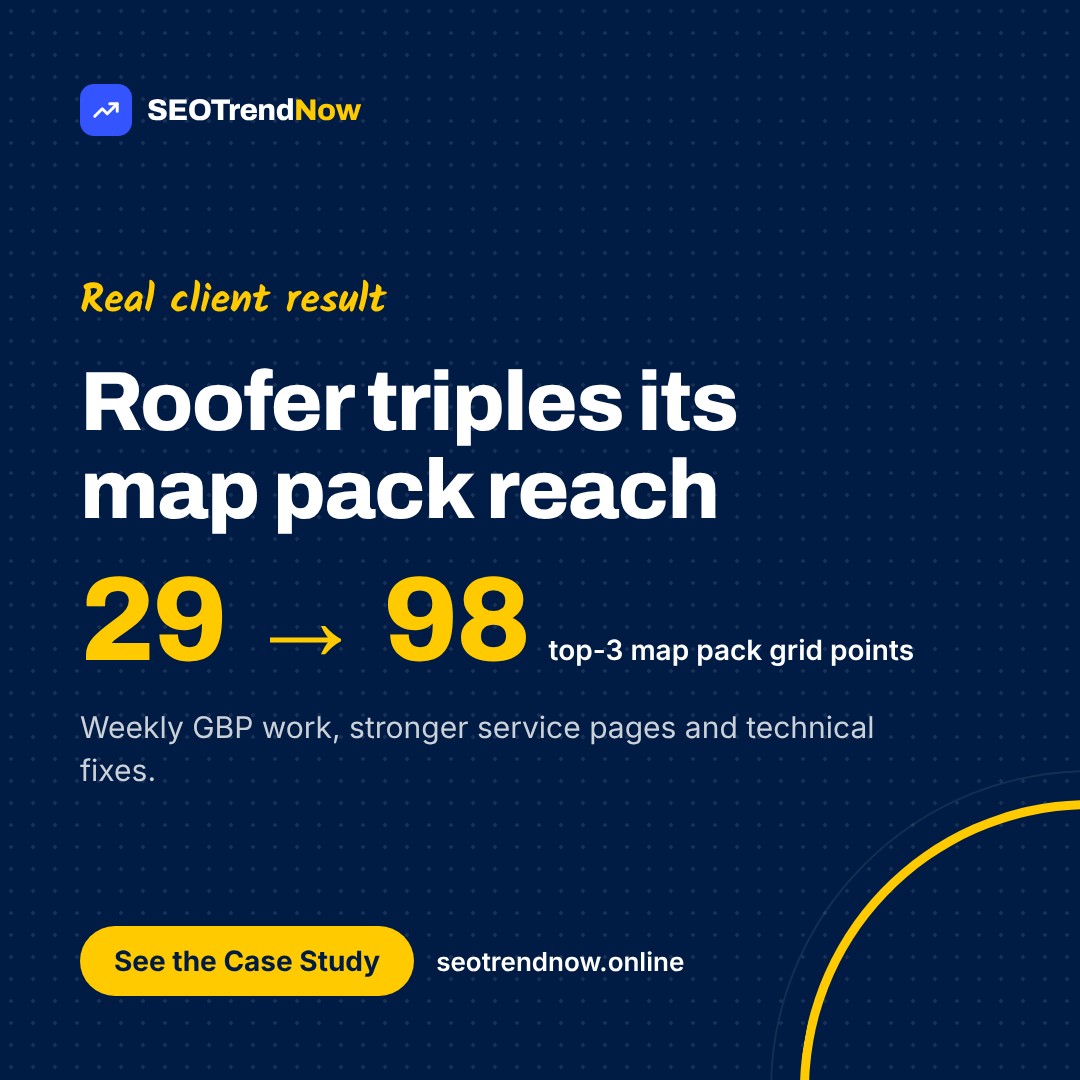 SEOTrendNow
Real client result
Roofer triples its
map pack reach
29 → 98 top-3 map pack grid points
Weekly GBP work, stronger service pages and technical
fixes.
See the Case Study
seotrendnow.online